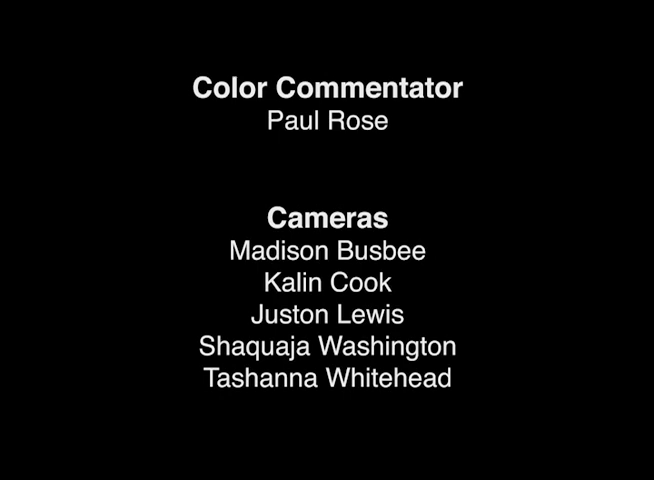 Color Commentator
Paul Rose
Cameras
Madison Busbee
Kalin Cook
Juston Lewis
Shaquaja Washington
Tashanna Whitehead